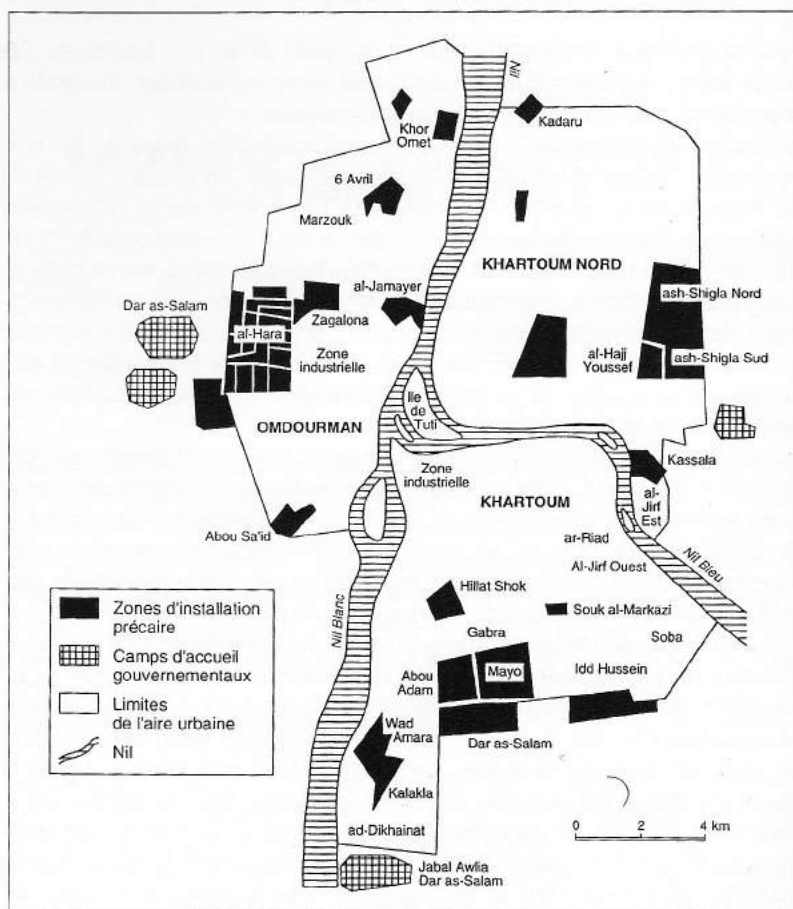 Nil
Khor
Omet
Kadaru
6 Avril
Marzouk
KHARTOUM NORD
ash-Shigla Nord
Dar as-Salam
al-Jamayer
al-Hara
Zagalona
Zone
industrielle
al-Hajj
Youssef
ash-Shigla Sud
Ile
de
Tuti
OMDOURMAN
Zone
industrielle
Kassala
KHARTOUM
al-
Jirf
Est
Abou Sa'id
ar-Riad
Al-Jirf Ouest
Nil Bleu
Nil Blanc
Hillat Shok
Souk al-Markazi
Gabra
Soba
Abou
Adam
Mayo
Idd Hussein
Wad
Amara
Dar as-Salam
Kalakla
ad-Dikhainat
Jabal Awlia
Dar as-Salam
Zones d'installation
précaire
Camps d'accueil
gouvernementaux
Limites
de l'aire urbaine
Nil
0 2 4 km